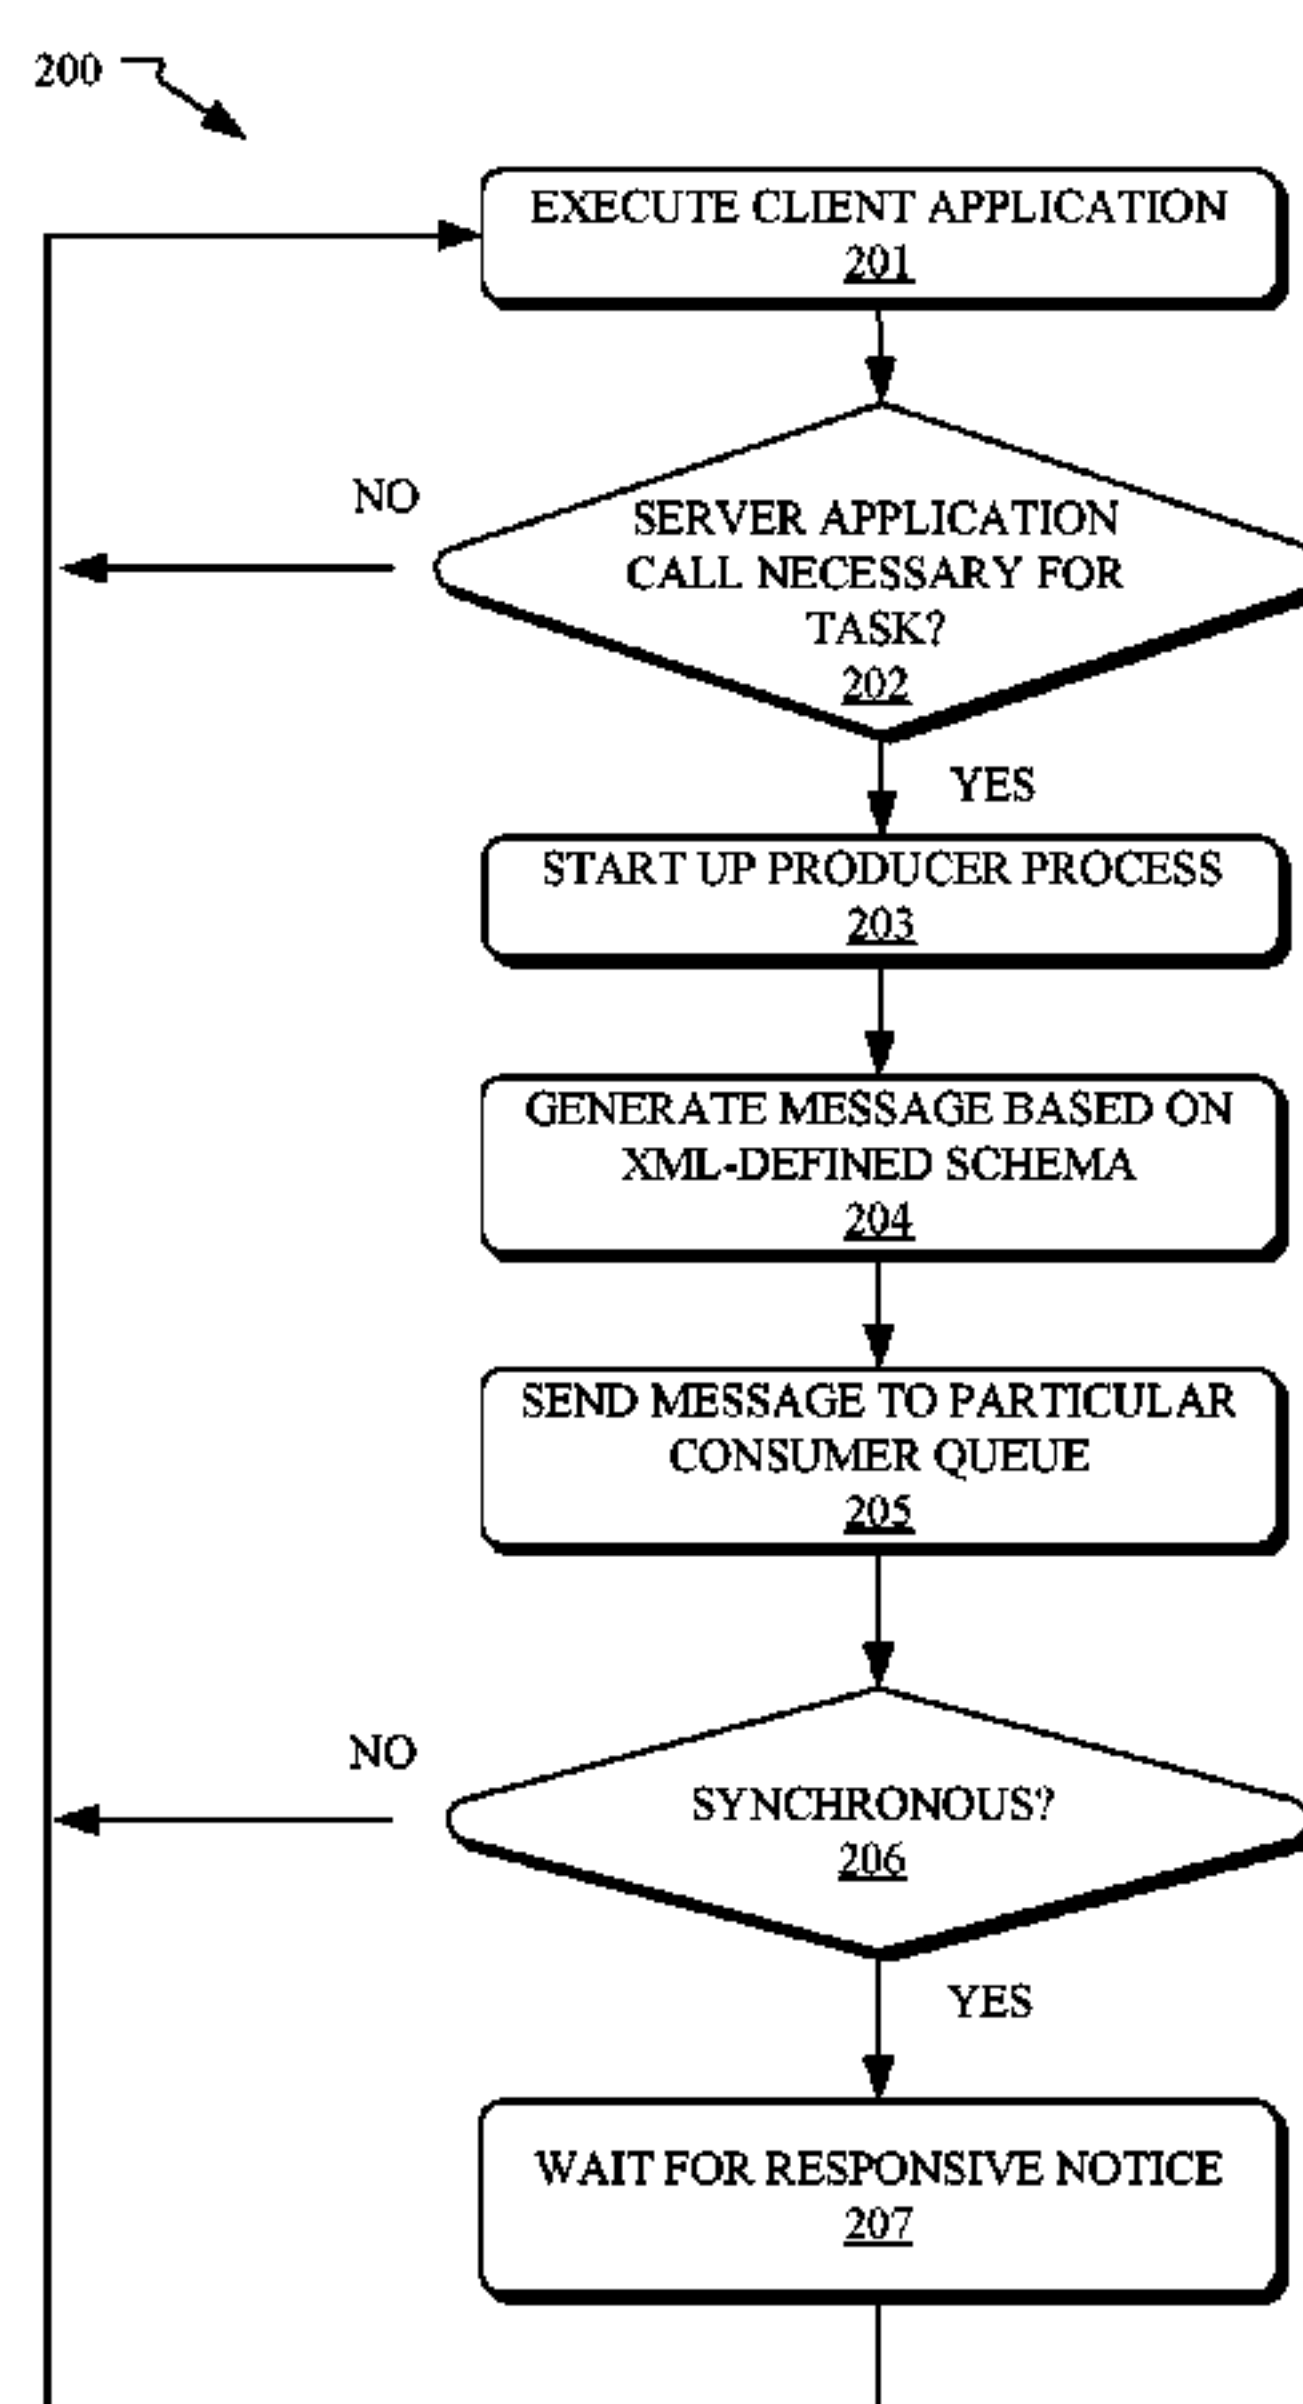 200
EXECUTE CLIENT APPLICATION
201
NO
SERVER APPLICATION
CALL NECESSARY FOR
TASK?
202
YES
START UP PRODUCER PROCESS
203
GENERATE MESSAGE BASED ON
XML-DEFINED SCHEMA
204
SEND MESSAGE TO PARTICULAR
CONSUMER QUEUE
205
NO
SYNCHRONOUS?
206
YES
WAIT FOR RESPONSIVE NOTICE
207